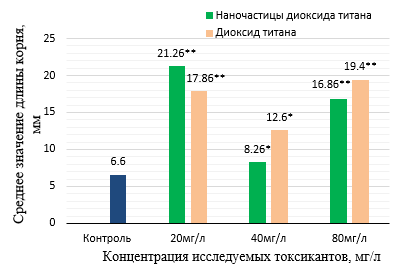 Наночастицы диоксида титана
Диоксид титана
Среднее значение длины корня,
мм
25
20
15
10
5
0
6.6
21.26**
17.86**
8.26*
12.6*
16.86**
19.4**
Контроль
20мг/л
40мг/л
80мг/л
Концентрация исследуемых токсикантов, мг/л